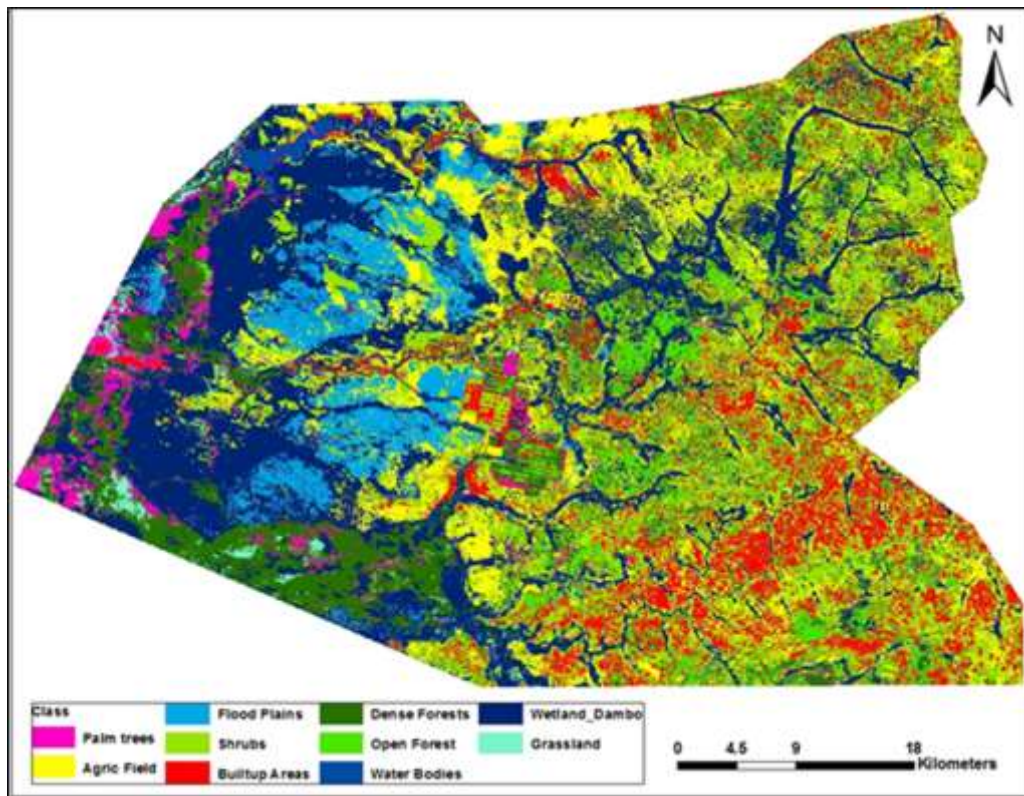 N
Class
Palm trees
Agric Field
Flood Plains
Shrubs
Builtup Areas
Dense Forests
Open Forest
Water Bodies
Wetland_Dambo
Grassland
0 4.5 9 18
Kilometers